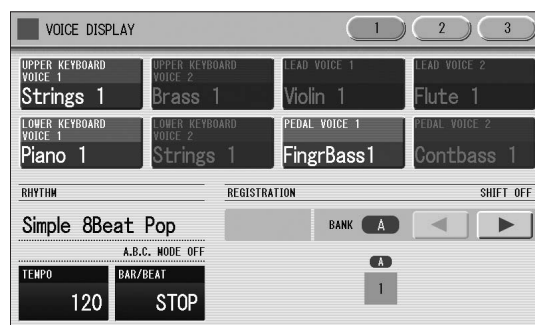 VOICE DISPLAY
1 2 3
UPPER KEYBOARD VOICE 1
Strings 1
UPPER KEYBOARD VOICE 2
Brass 1
LEAD VOICE 1
Violin 1
LEAD VOICE 2
Flute 1
LOWER KEYBOARD VOICE 1
Piano 1
LOWER KEYBOARD VOICE 2
Strings 1
PEDAL VOICE 1
FingrBass1
PEDAL VOICE 2
Contbass 1
RHYTHM
Simple 8Beat Pop
A.B.C. MODE OFF
TEMPO
120
BAR/BEAT
STOP
REGISTRATION
SHIFT OFF
BANK A
A
1